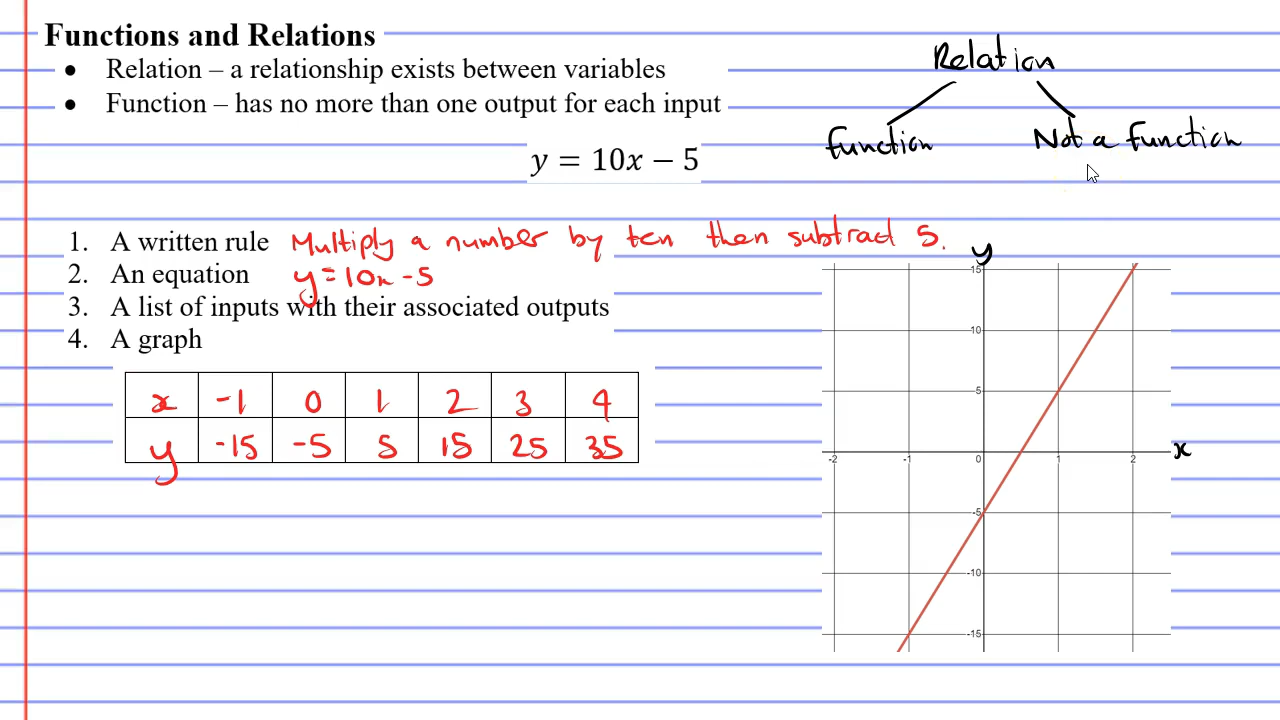 Functions and Relations
• Relation – a relationship exists between variables
• Function – has no more than one output for each input
y = 10x − 5
Relation
Function Not a function
1. A written rule Multiply a number by ten then subtract 5.
2. An equation y=10x-5
3. A list of inputs with their associated outputs
4. A graph
x -1 0 1 2 3 4
y -15 -5 5 15 25 35
y
15
10
5
-2 -1 0 1 2 x
-5
-10
-15